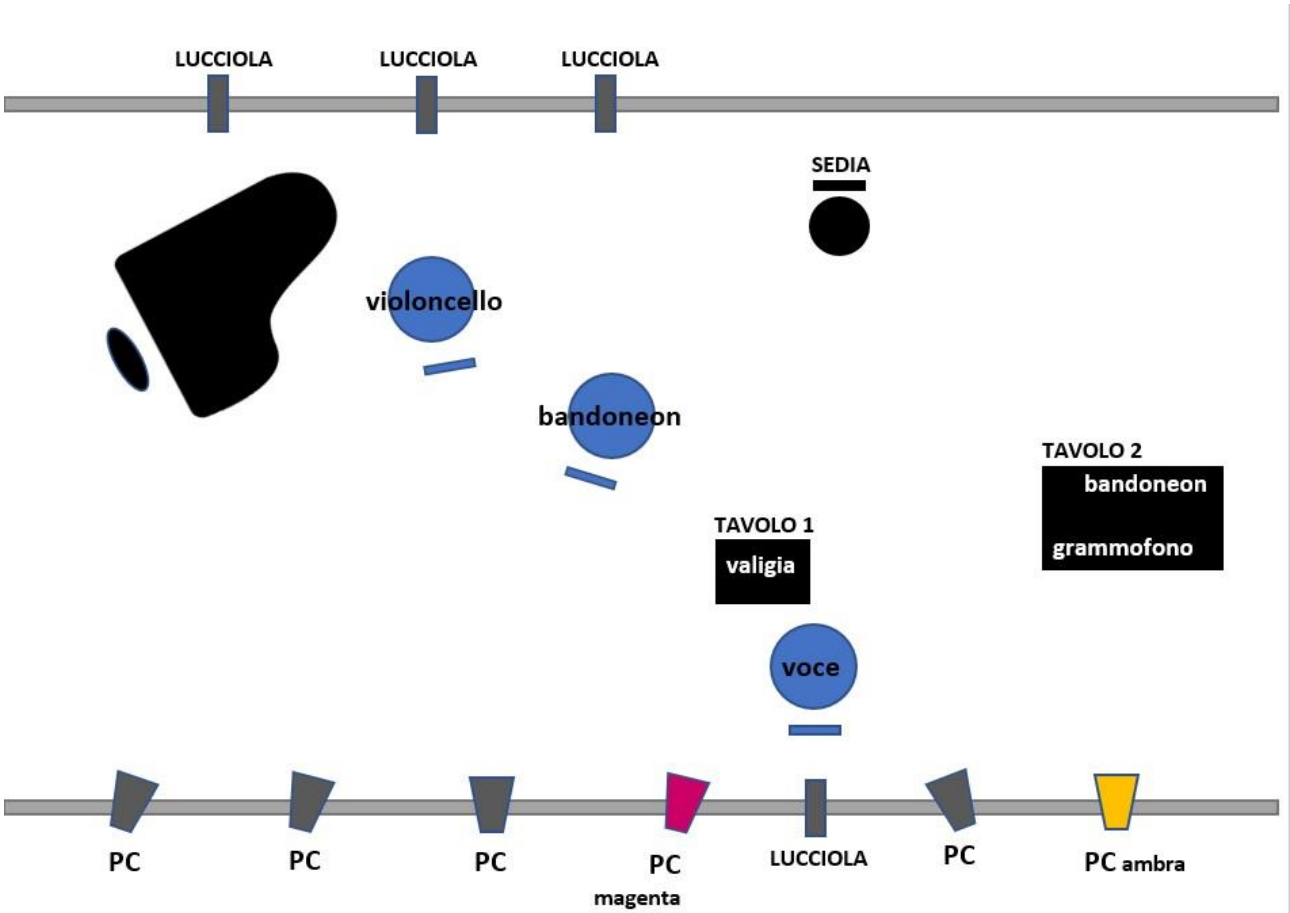 LUCCIOLA LUCCIOLA LUCCIOLA
SEDIA
violoncello
bandoneon
TAVOLO 2
bandoneon
grammofono
TAVOLO 1
valigia
voce
PC PC PC PC magenta LUCCIOLA PC PC ambra